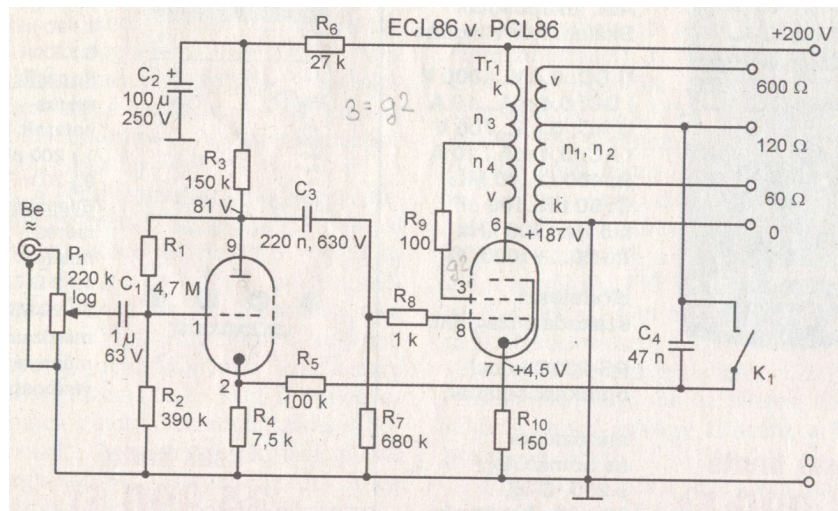 ECL86 v. PCL86
+200 V
R6
27 k
Tr1
k
v
600 Ω
C2 +
100 µ
250 V
3 = g2
n3
n4
n1, n2
120 Ω
R3
150 k
81 V
C3
220 n, 630 V
60 Ω
k
R9
100
6
+187 V
0
Be
≈
P1
220 k
log
R1
4,7 M
9
g2
3
C1
1 µ
63 V
1
R8
1 k
C4
47 n
K1
2
R5
100 k
7
+4,5 V
R2
390 k
R4
7,5 k
R7
680 k
R10
150
0